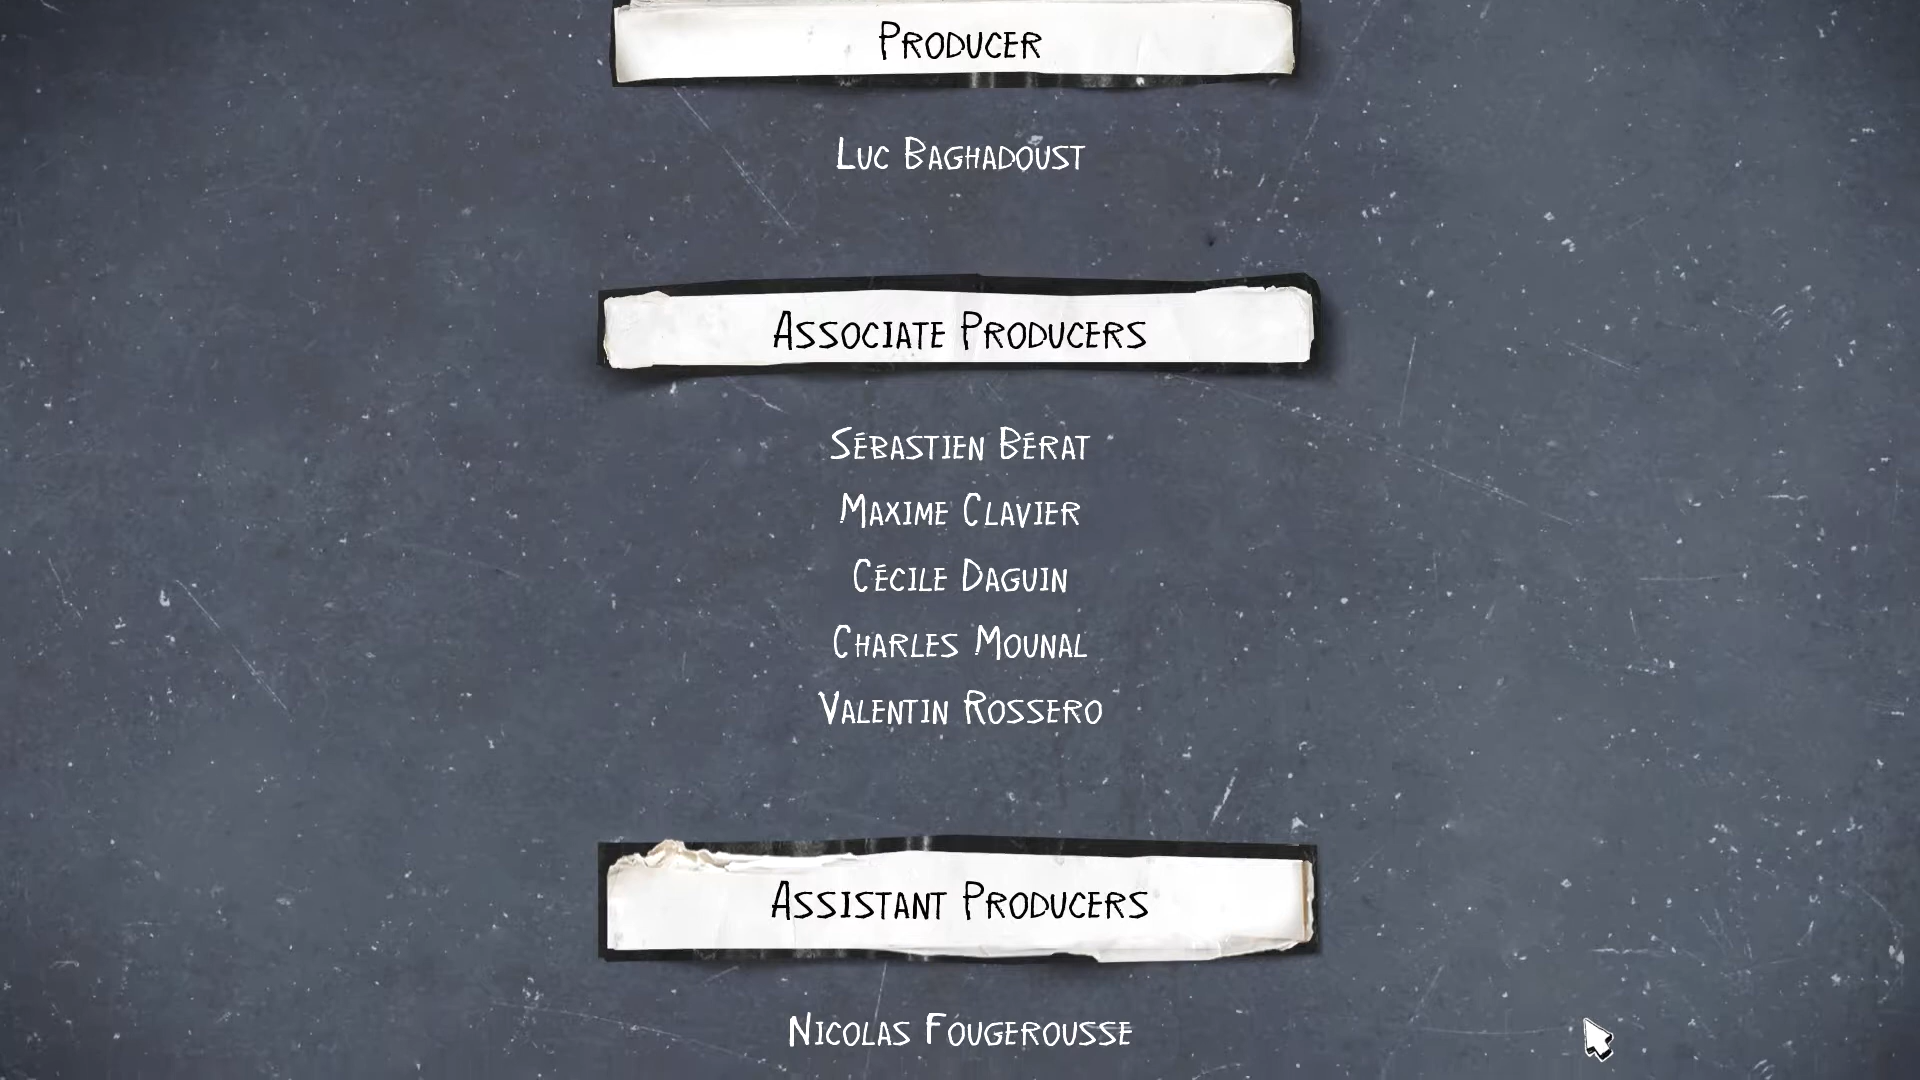 Producer
Luc Baghadoust
Associate Producers
Sébastien Bérat
Maxime Clavier
Cécile Daguin
Charles Mounal
Valentin Rossero
Assistant Producers
Nicolas Fougerousse